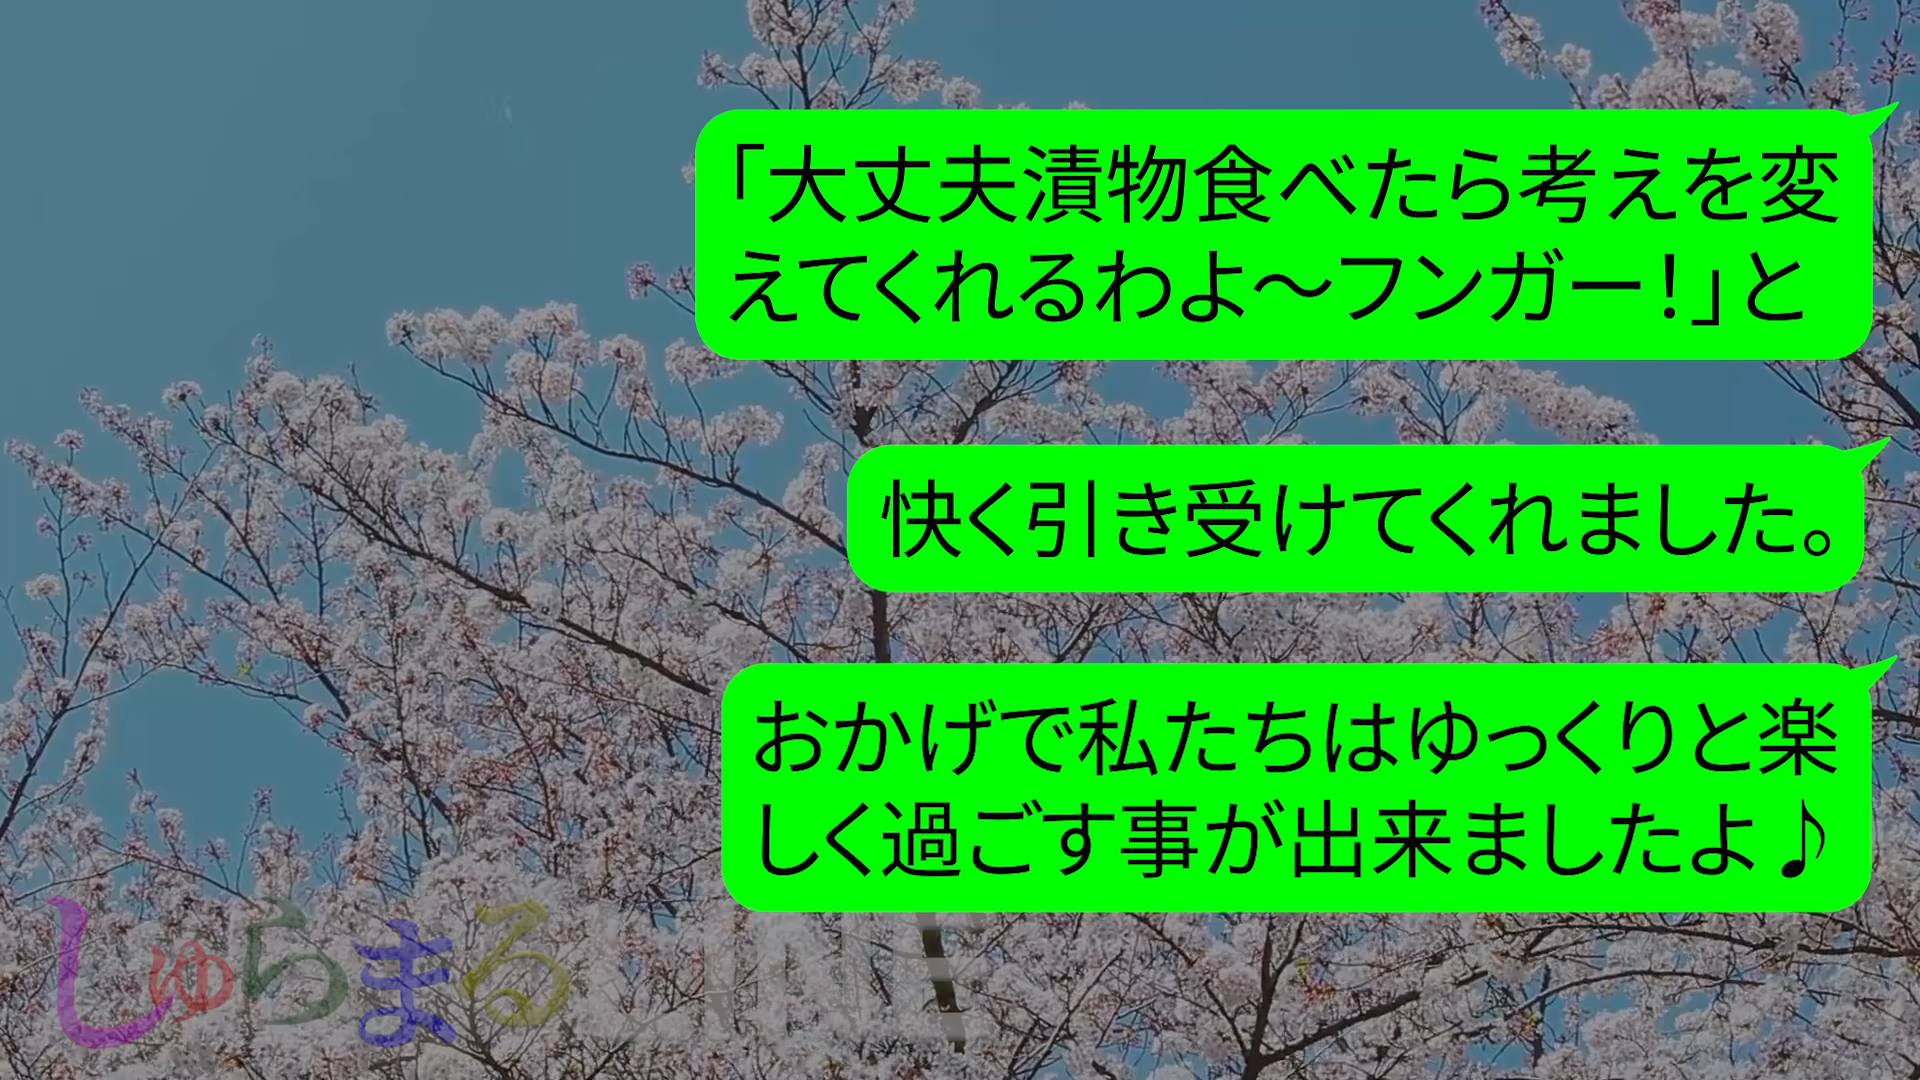 「大丈夫漬物食べたら考えを変
えてくれるわよ～フンガー！」と
快く引き受けてくれました。
おかげで私たちはゆっくりと楽
しく過ごす事が出来ましたよ♪
しゅらまる LINE